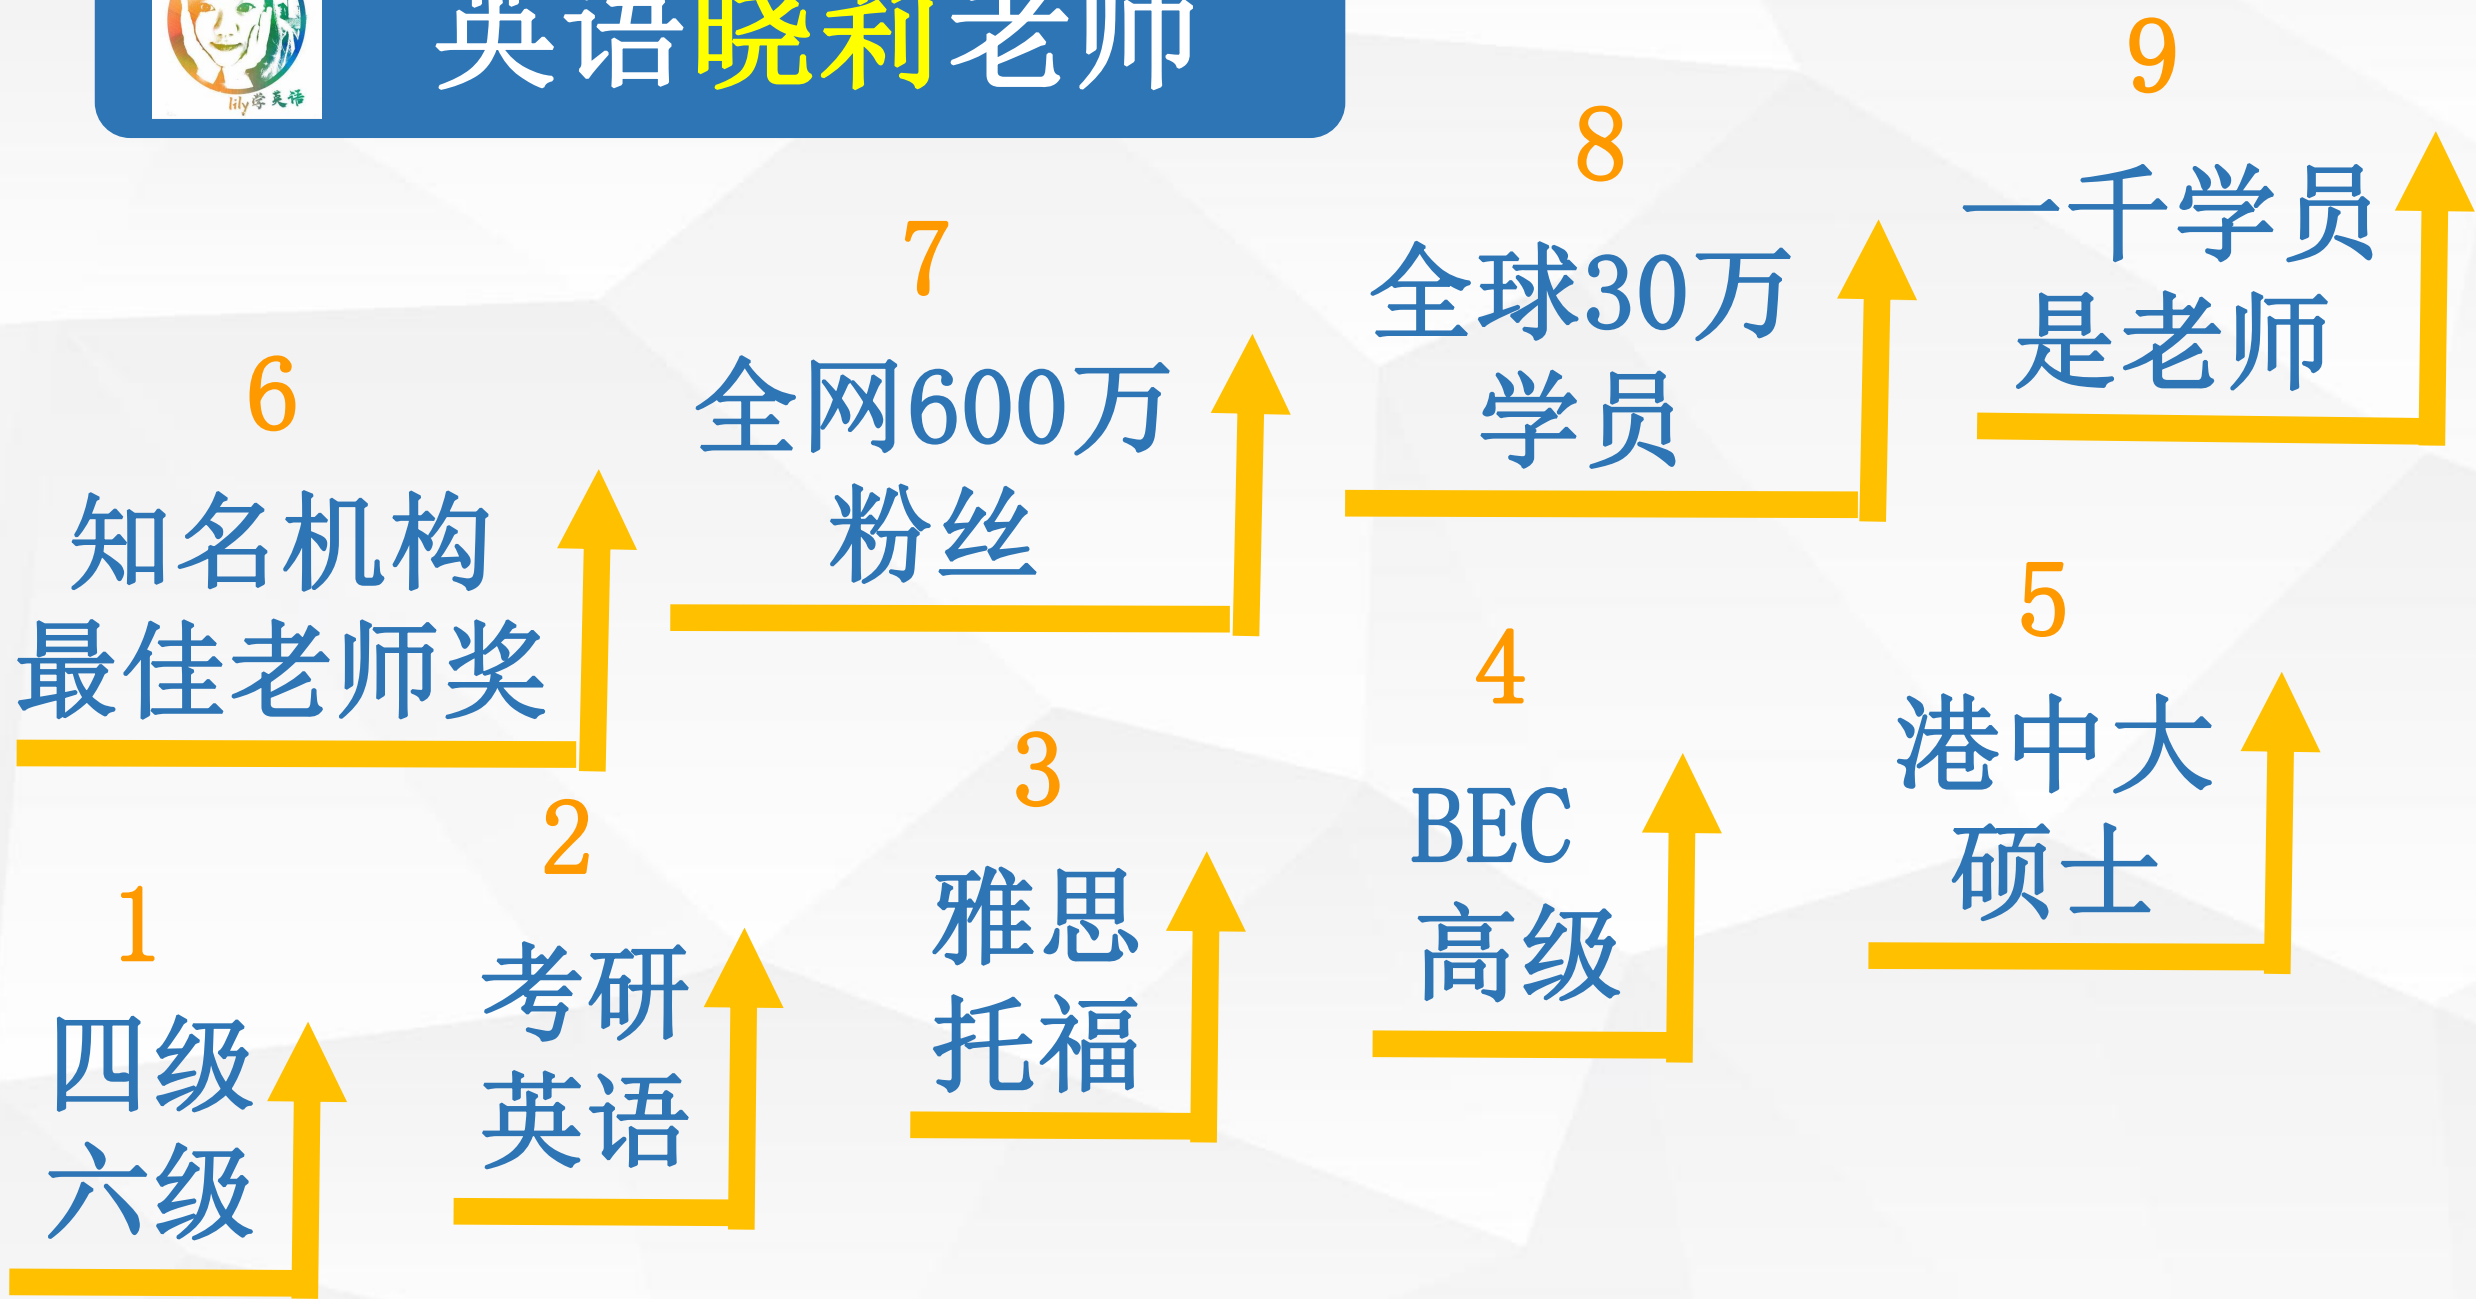 lily学英语
英语晓利老师
9
一千学员
是老师
8
全球30万
学员
7
全网600万
粉丝
6
知名机构
最佳老师奖
5
港中大
硕士
4
BEC
高级
3
雅思
托福
2
考研
英语
1
四级
六级